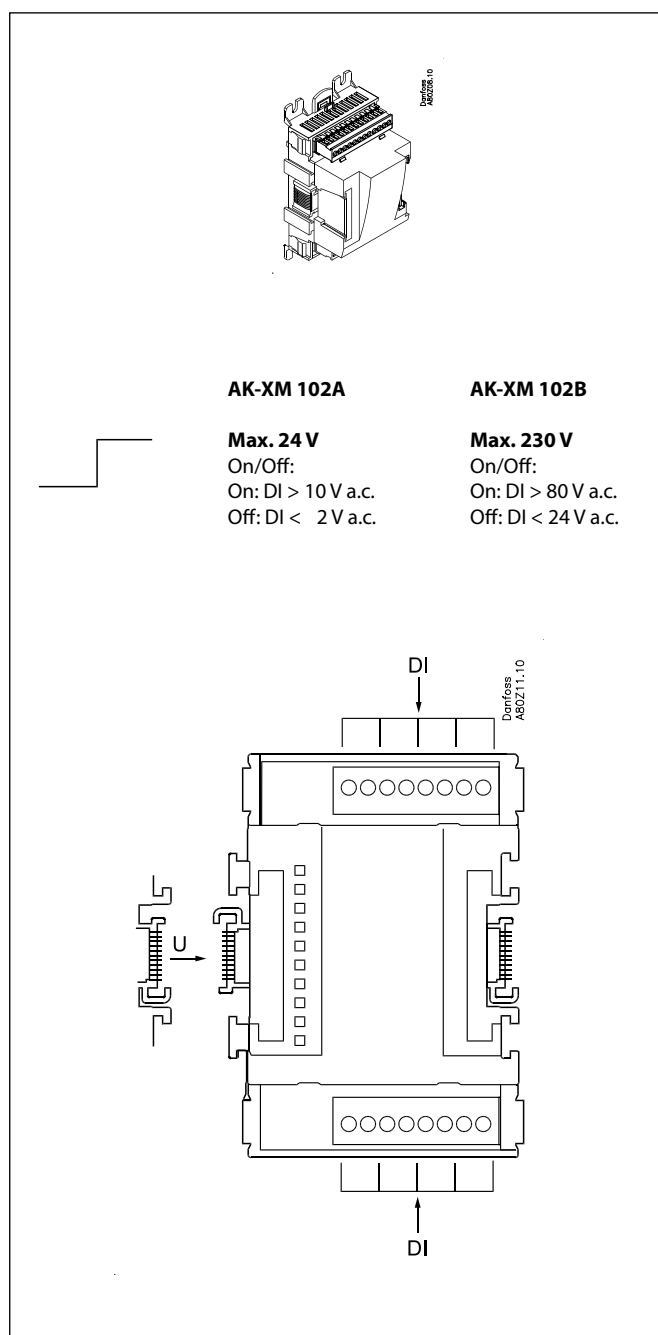 Danfoss
A80Z08.10
AK-XM 102A
Max. 24 V
On/Off:
On: DI > 10 V a.c.
Off: DI < 2 V a.c.
AK-XM 102B
Max. 230 V
On/Off:
On: DI > 80 V a.c.
Off: DI < 24 V a.c.
DI
Danfoss
A80Z11.10
U
DI